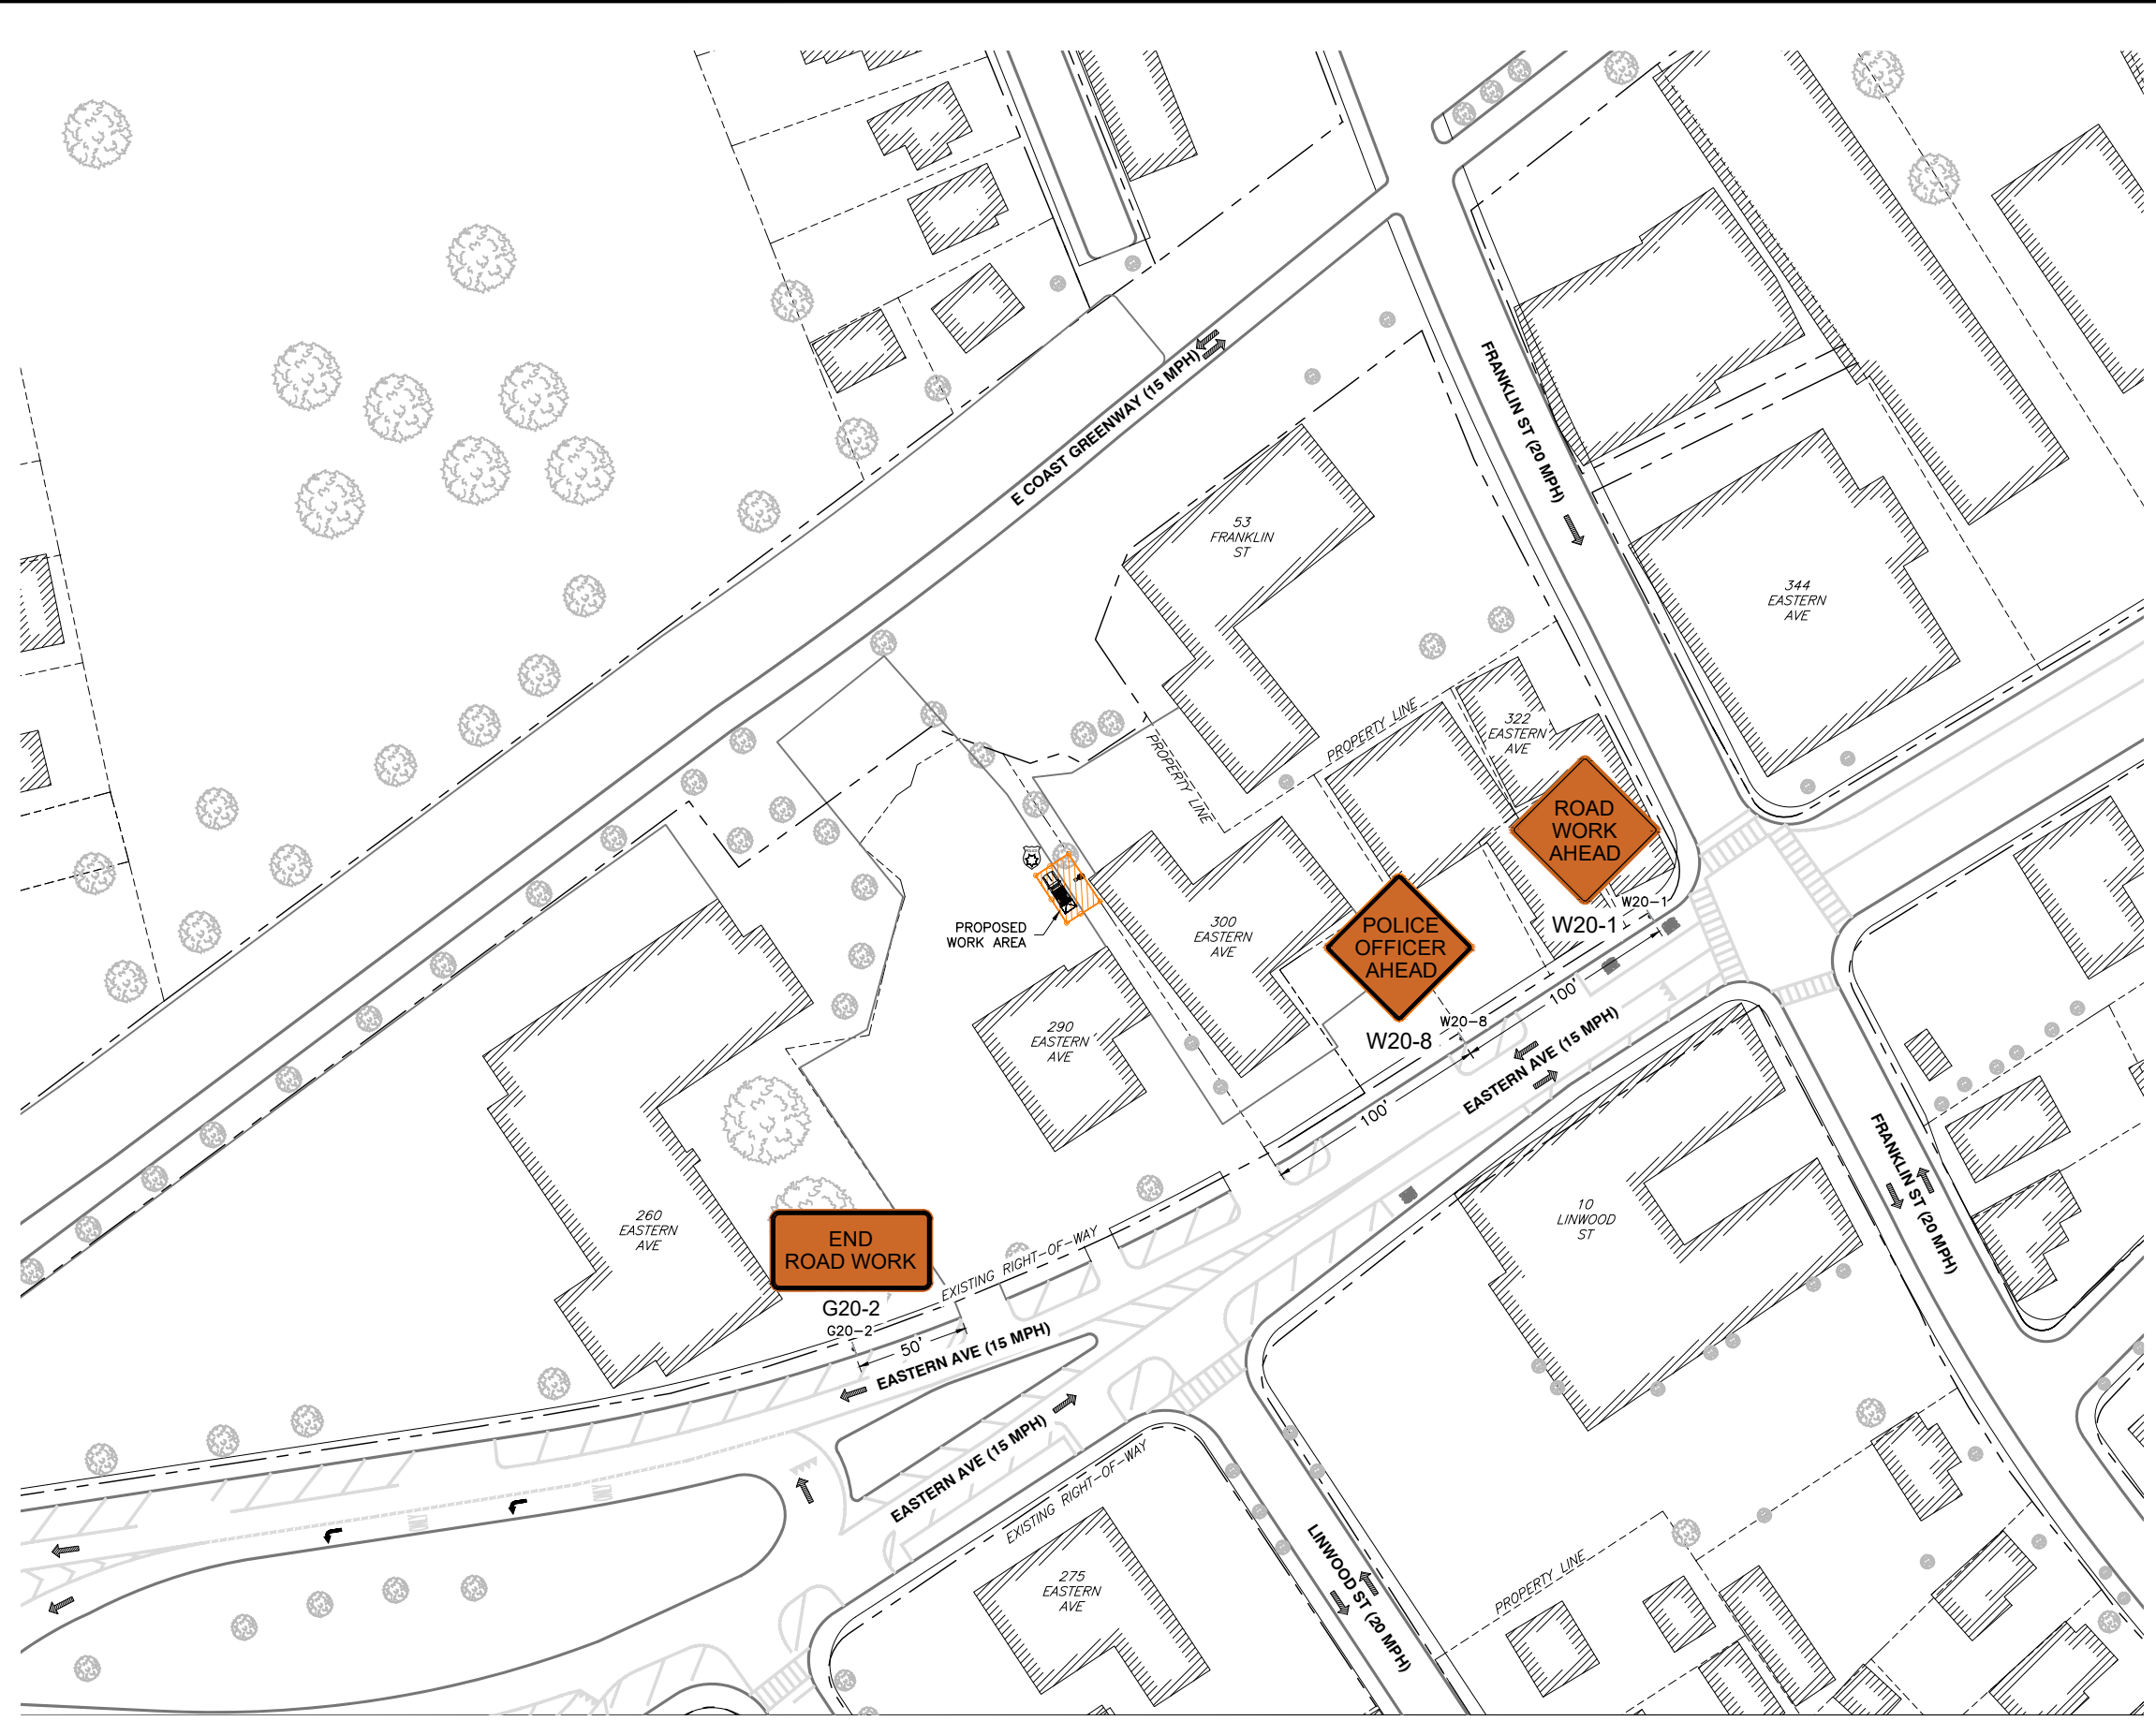 E COAST GREENWAY (15 MPH)
FRANKLIN ST (20 MPH)
53
FRANKLIN
ST
344
EASTERN
AVE
PROPERTY LINE
PROPERTY LINE
322
EASTERN
AVE
ROAD
WORK
AHEAD
W20-1
W20-1
POLICE
OFFICER
AHEAD
W20-8
W20-8
PROPOSED
WORK AREA
300
EASTERN
AVE
290
EASTERN
AVE
100'
100'
EASTERN AVE (15 MPH)
260
EASTERN
AVE
END
ROAD WORK
G20-2
G20-2
50'
EXISTING RIGHT-OF-WAY
EASTERN AVE (15 MPH)
EASTERN AVE (15 MPH)
EXISTING RIGHT-OF-WAY
10
LINWOOD
ST
FRANKLIN ST (20 MPH)
LINWOOD ST (20 MPH)
PROPERTY LINE
275
EASTERN
AVE
ONLY
ONLY